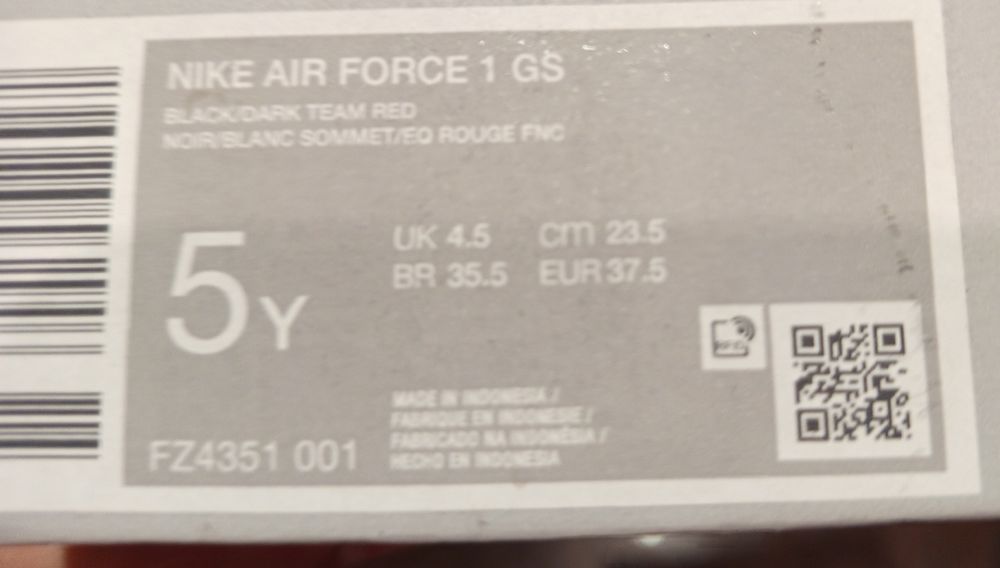 NIKE AIR FORCE 1 GS
BLACK/DARK TEAM RED
NOIR/BLANC SOMMET/EQ ROUGE FNC
5Y
UK 4.5 cm 23.5
BR 35.5 EUR 37.5
MADE IN INDONESIA /
FABRIQUE EN INDONESIE /
FABRICADO NA INDONÉSIA /
HECHO EN INDONESIA
FZ4351 001